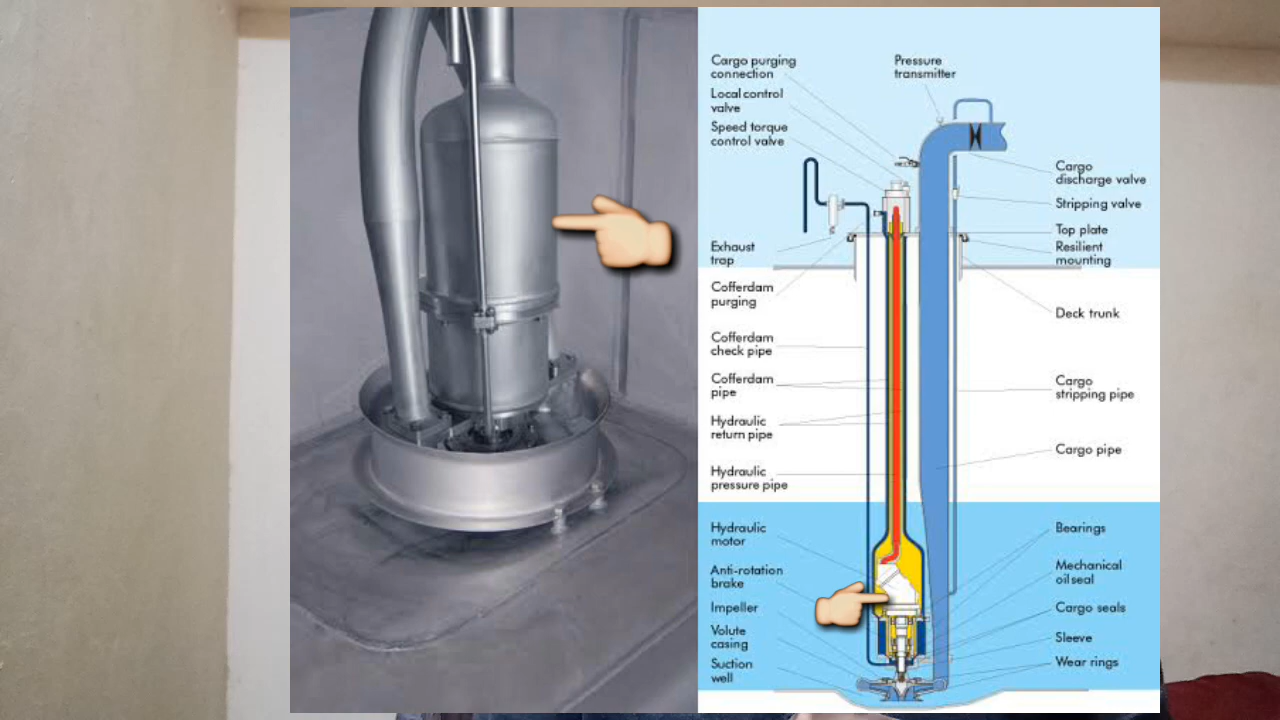 Cargo purging
connection
Local control
valve
Speed torque
control valve
Exhaust
trap
Cofferdam
purging
Cofferdam
check pipe
Cofferdam
pipe
Hydraulic
return pipe
Hydraulic
pressure pipe
Hydraulic
motor
Anti-rotation
brake
Impeller
Volute
casing
Suction
well
Pressure
transmitter
Cargo
discharge valve
Stripping valve
Top plate
Resilient
mounting
Deck trunk
Cargo
stripping pipe
Cargo pipe
Bearings
Mechanical
oil seal
Cargo seals
Sleeve
Wear rings